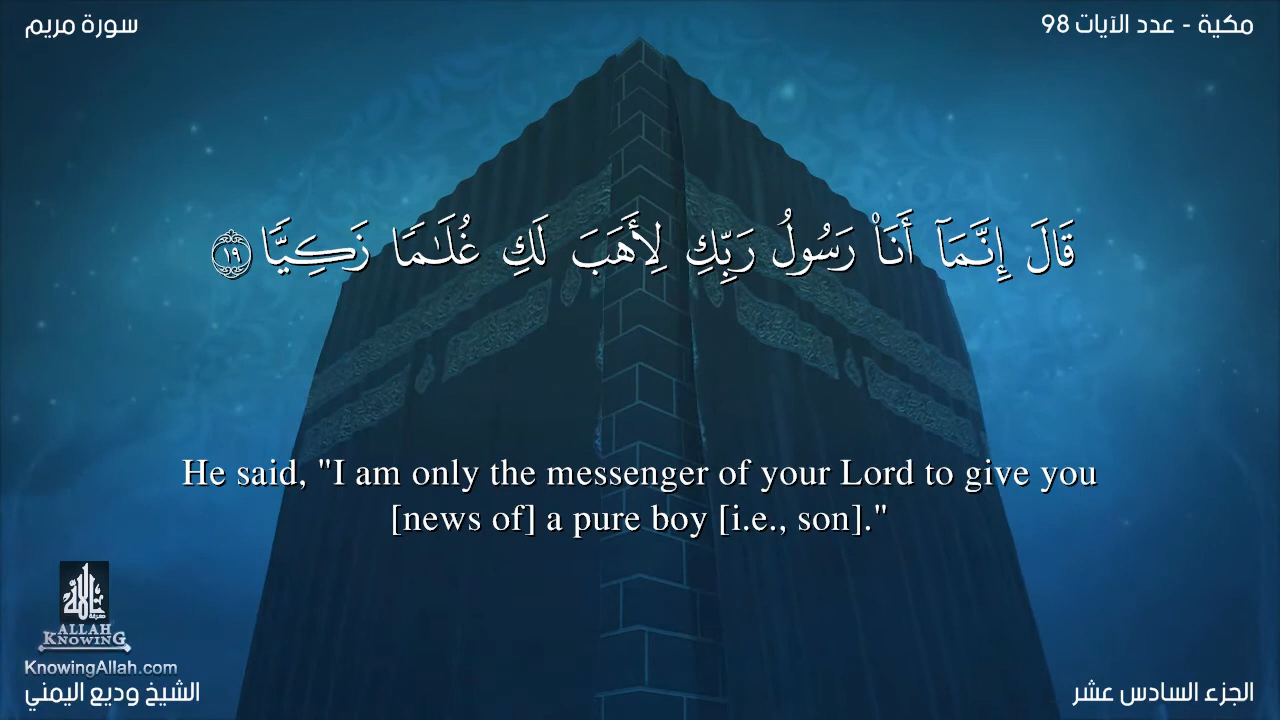 سورة مريم
مكية - عدد الآيات 98
قَالَ إِنَّمَآ أَنَا۠ رَسُولُ رَبِّكِ لِأَهَبَ لَكِ غُلَـٰمًا زَكِيًّا ١٩
He said, "I am only the messenger of your Lord to give you
[news of] a pure boy [i.e., son]."
ALLAH
KNOWING
KnowingAllah.com
الشيخ وديع اليمني
الجزء السادس عشر